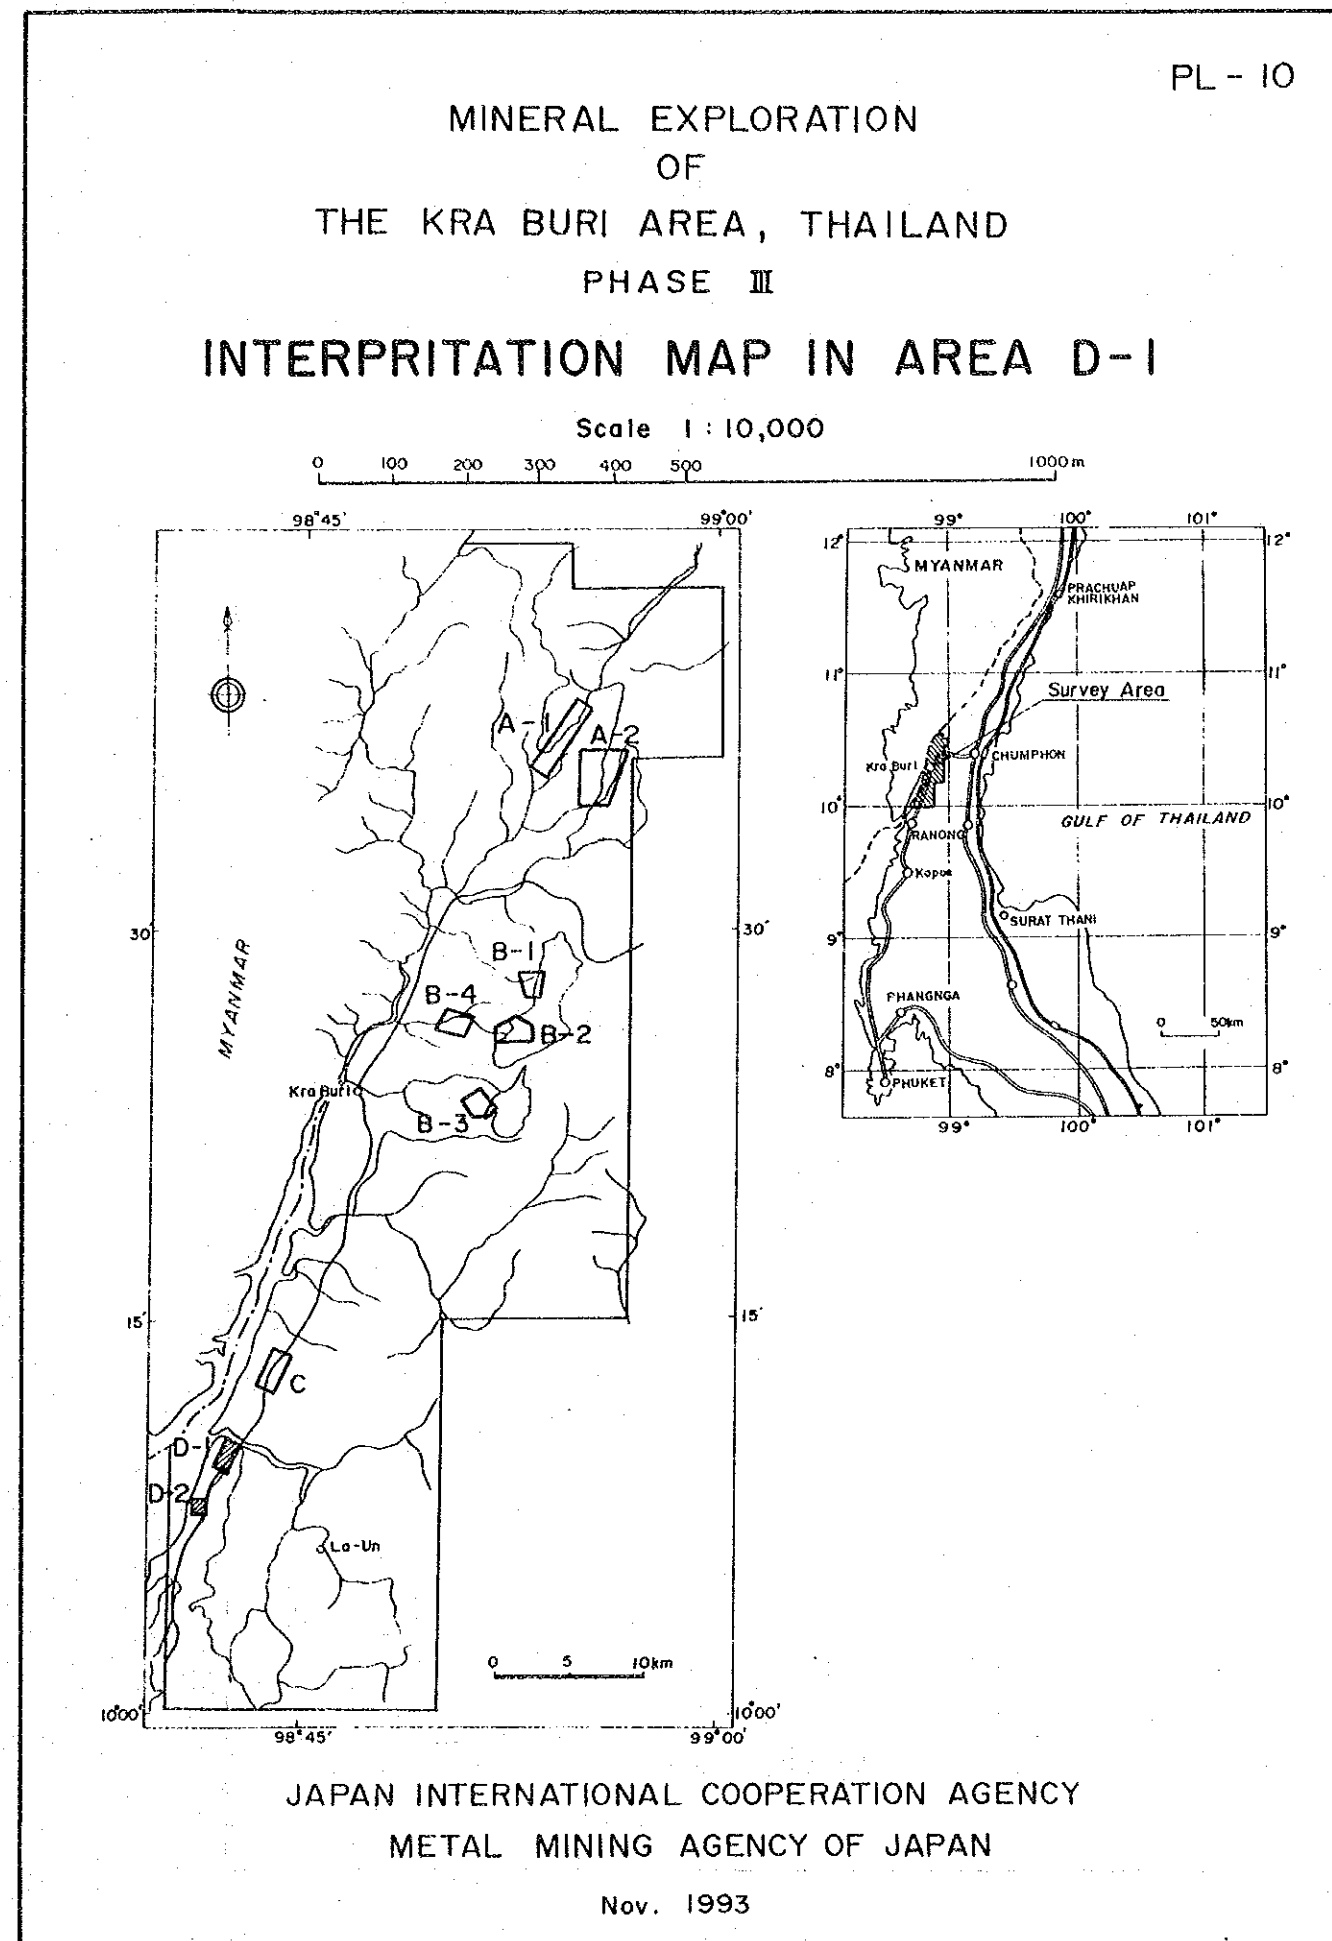 PL - 10
MINERAL EXPLORATION
OF
THE KRA BURI AREA, THAILAND
PHASE III
INTERPRITATION MAP IN AREA D-1
Scale 1 : 10,000
0 100 200 300 400 500 1000m
98°45' 99°00'
A-1
A-2
30' 30'
MYANMAR
B-1
B-4
B-2
Kra Buri
B-3
15' 15'
C
D-1
D-2
La-Un
0 5 10km
10°00' 10°00'
98°45' 99°00'
99° 100° 101°
12° 12°
MYANMAR
PRACHUAP
KHIRIKHAN
11° 11°
Survey Area
Kra Buri
CHUMPHON
10° 10°
GULF OF THAILAND
RANONG
Kapoe
SURAT THANI
9° 9°
PHANGNGA
0 50km
8° 8°
PHUKET
99° 100° 101°
JAPAN INTERNATIONAL COOPERATION AGENCY
METAL MINING AGENCY OF JAPAN
Nov. 1993